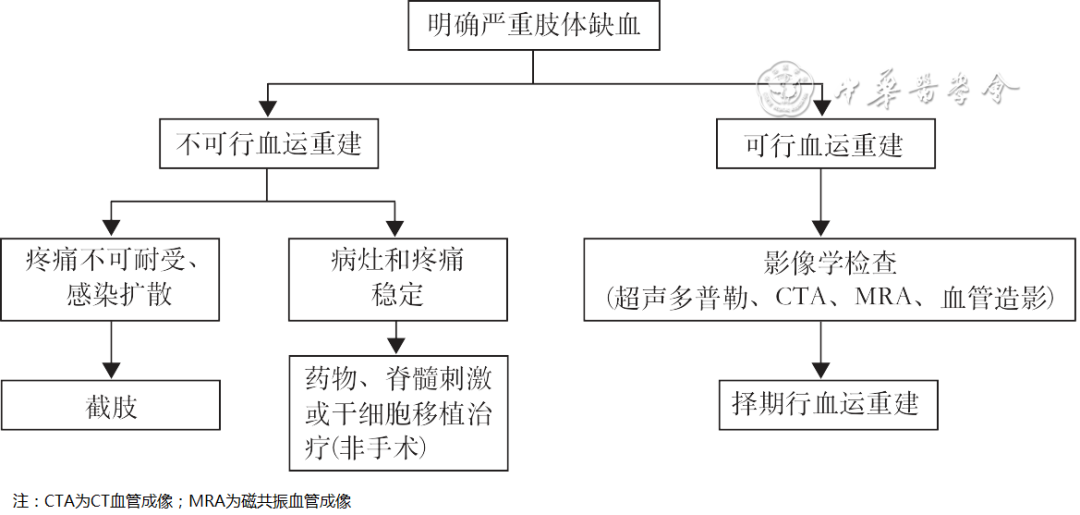 明确严重肢体缺血
中华医学会
不可行血运重建
可行血运重建
疼痛不可耐受、
感染扩散
病灶和疼痛
稳定
影像学检查
(超声多普勒、CTA、MRA、血管造影)
截肢
药物、脊髓刺激
或干细胞移植治
疗(非手术)
择期行血运重建
注：CTA为CT血管成像；MRA为磁共振血管成像